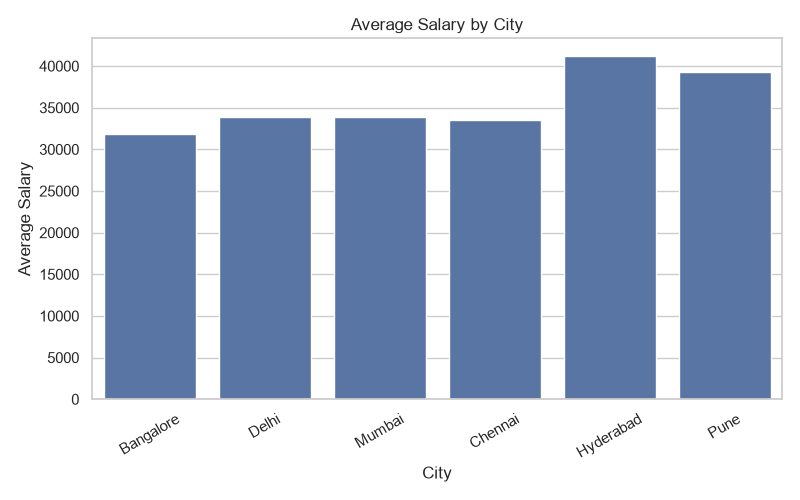 Average Salary by City
Average Salary
40000
35000
30000
25000
20000
15000
10000
5000
0
Bangalore
Delhi
Mumbai
Chennai
Hyderabad
Pune
City